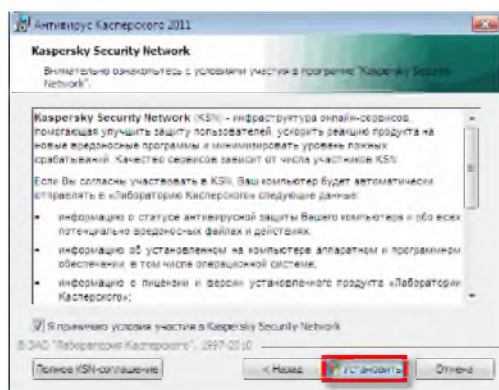 Антивирус Касперского 2011
Kaspersky Security Network
Внимательно ознакомьтесь с условиями участия в программе "Kaspersky Security
Network".
Kaspersky Security Network (KSN) - инфраструктура онлайн-сервисов,
помогающая улучшить защиту пользователей, ускорить реакцию продукта на
новые вредоносные программы и минимизировать уровень ложных
срабатываний. Качество сервисов зависит от числа участников KSN.
Если Вы согласны участвовать в KSN, Ваш компьютер будет автоматически
отправлять в «Лабораторию Касперского» следующие данные:
• информацию о статусе антивирусной защиты Вашего компьютера и обо всех
потенциально вредоносных файлах и действиях;
• информацию об установленном на компьютере аппаратном и программном
обеспечении, в том числе операционной системе;
• информацию о лицензии и версии установленного продукта «Лаборатории
Касперского»;
Я принимаю условия участия в Kaspersky Security Network
© ЗАО "Лаборатория Касперского", 1997-2010
Полное KSN-соглашение
< Назад
Установить
Отмена